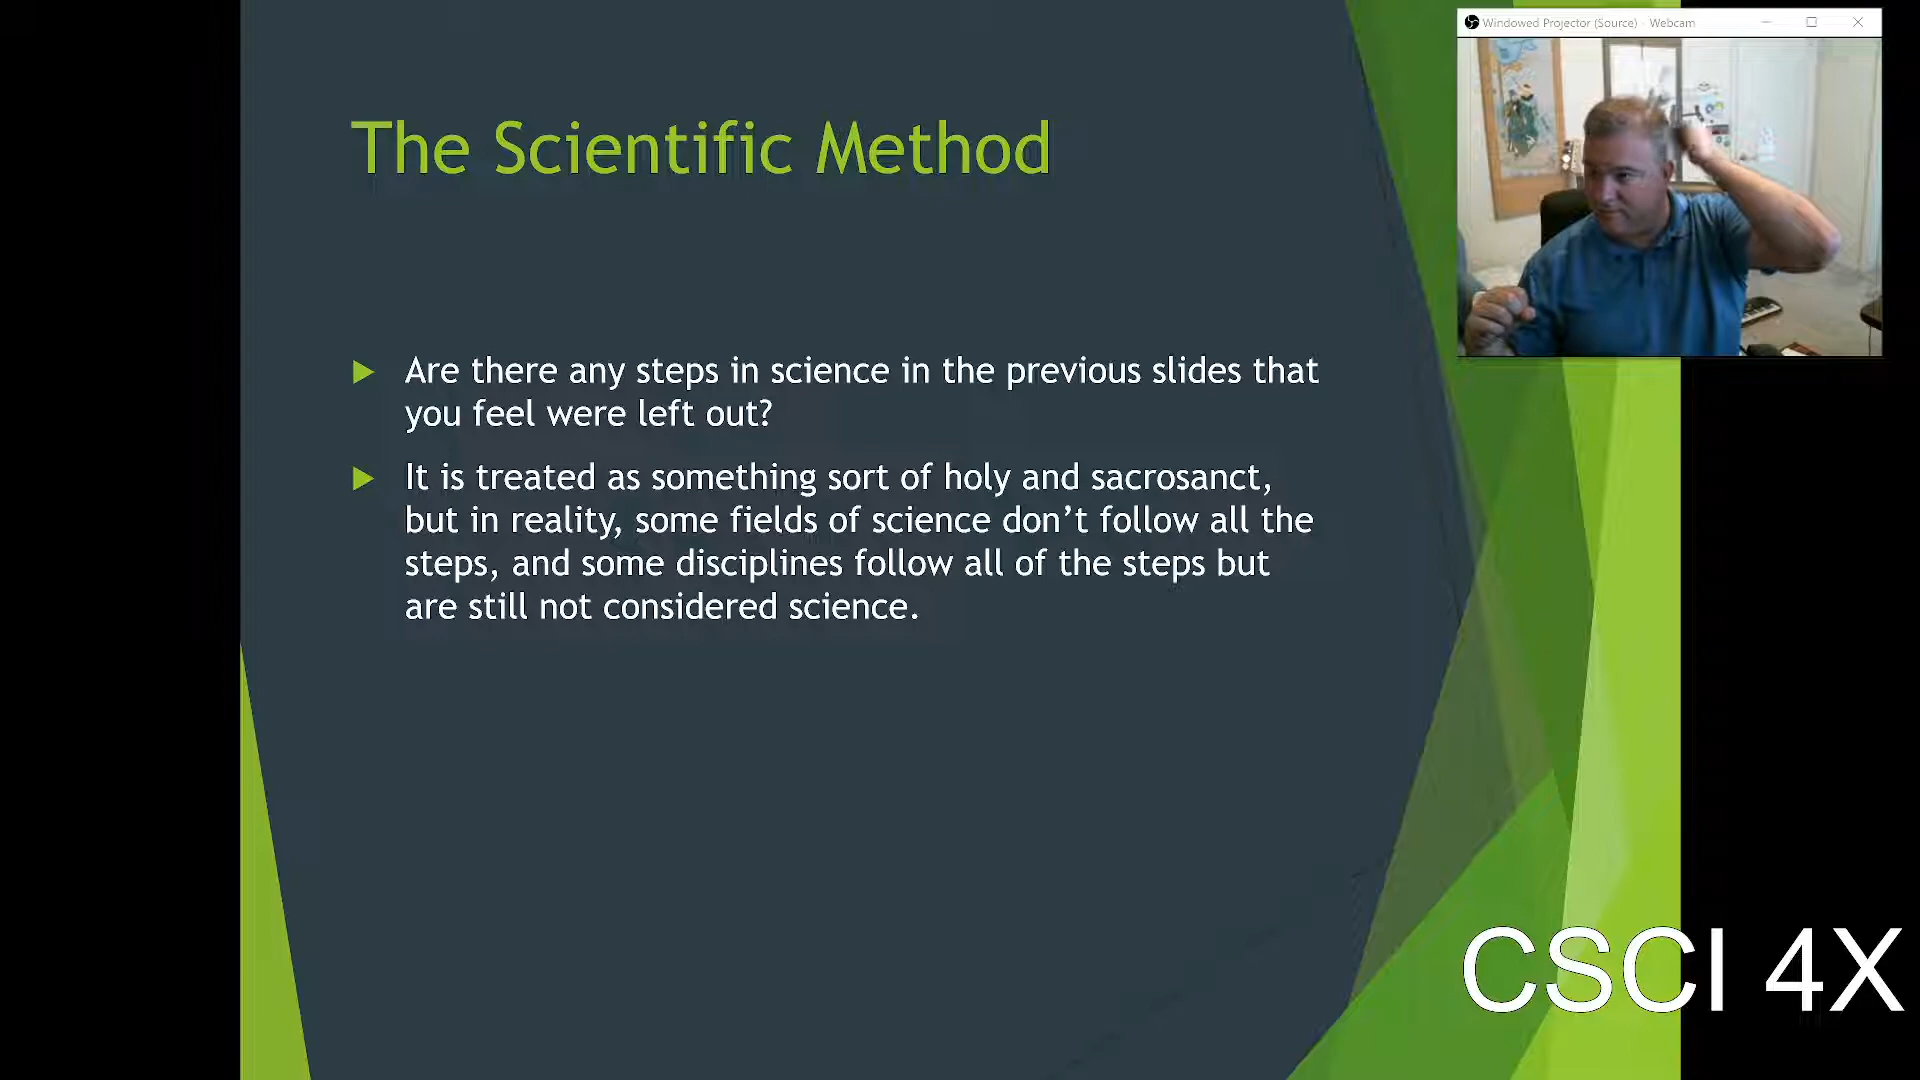 Windowed Projector (Source) - Webcam
The Scientific Method
Are there any steps in science in the previous slides that
you feel were left out?
It is treated as something sort of holy and sacrosanct,
but in reality, some fields of science don’t follow all the
steps, and some disciplines follow all of the steps but
are still not considered science.
CSCI 4X